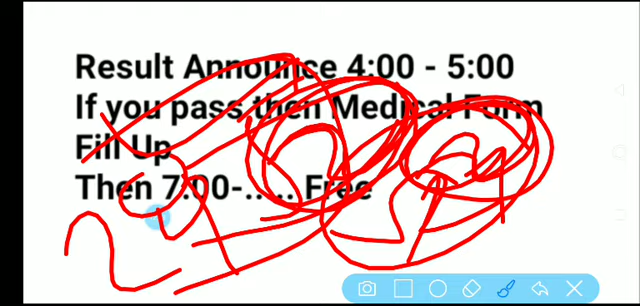 Result Announce 4:00 - 5:00
If you pass then Medical Form
Fill Up
Then 7:00-..... Free